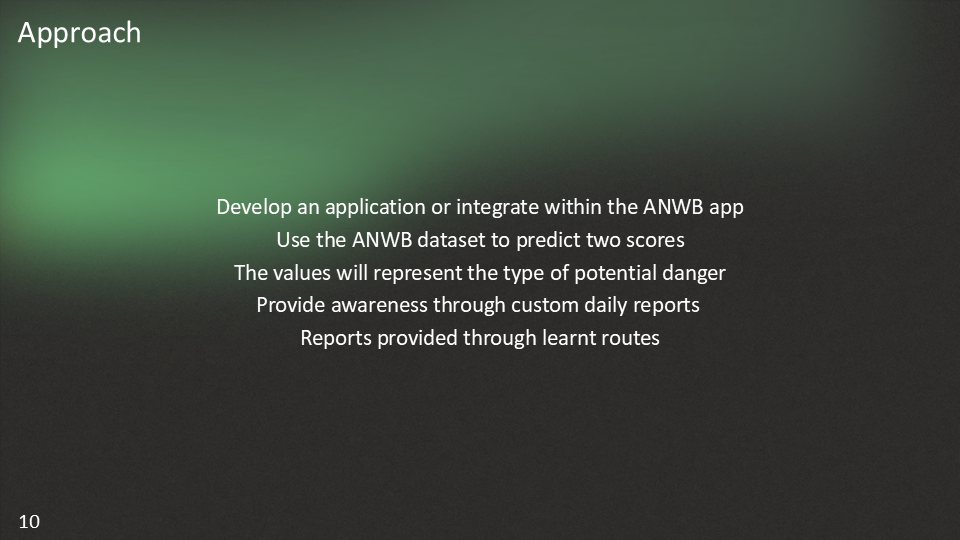 Approach
Develop an application or integrate within the ANWB app
Use the ANWB dataset to predict two scores
The values will represent the type of potential danger
Provide awareness through custom daily reports
Reports provided through learnt routes
10